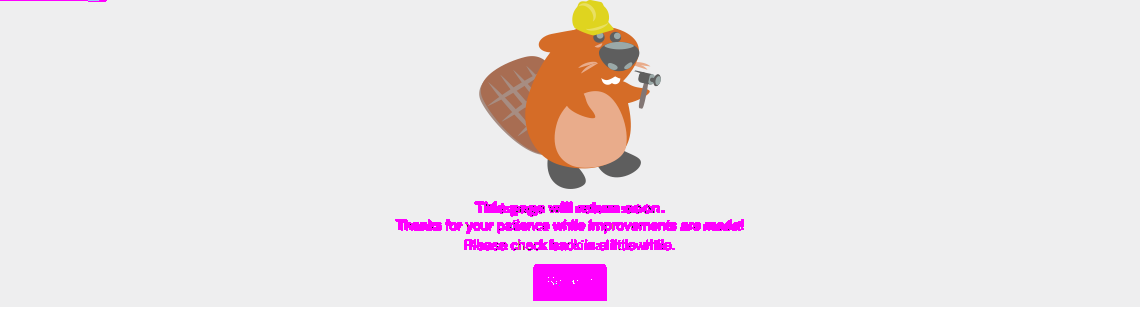 This page will return soon.
Thanks for your patience while improvements are made!
Please check back in a little while.